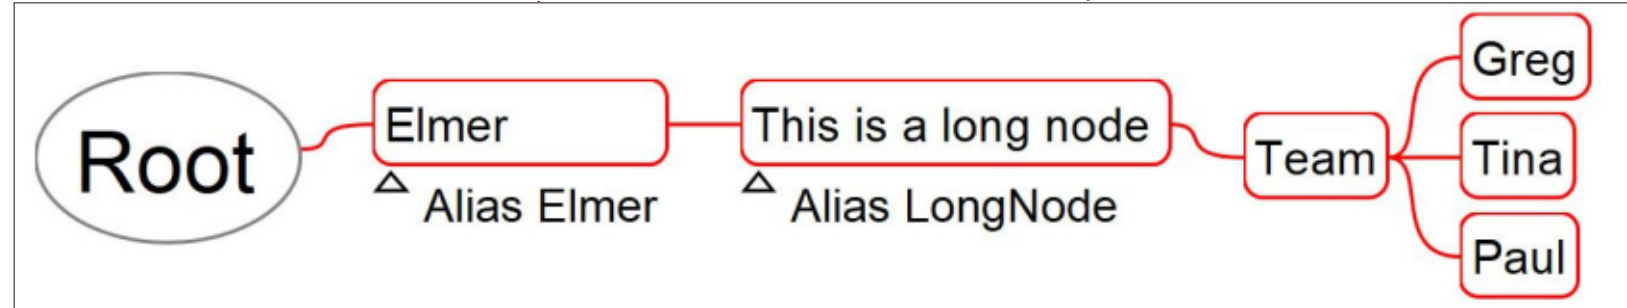 Root
Elmer
Alias Elmer
This is a long node
Alias LongNode
Team
Greg
Tina
Paul